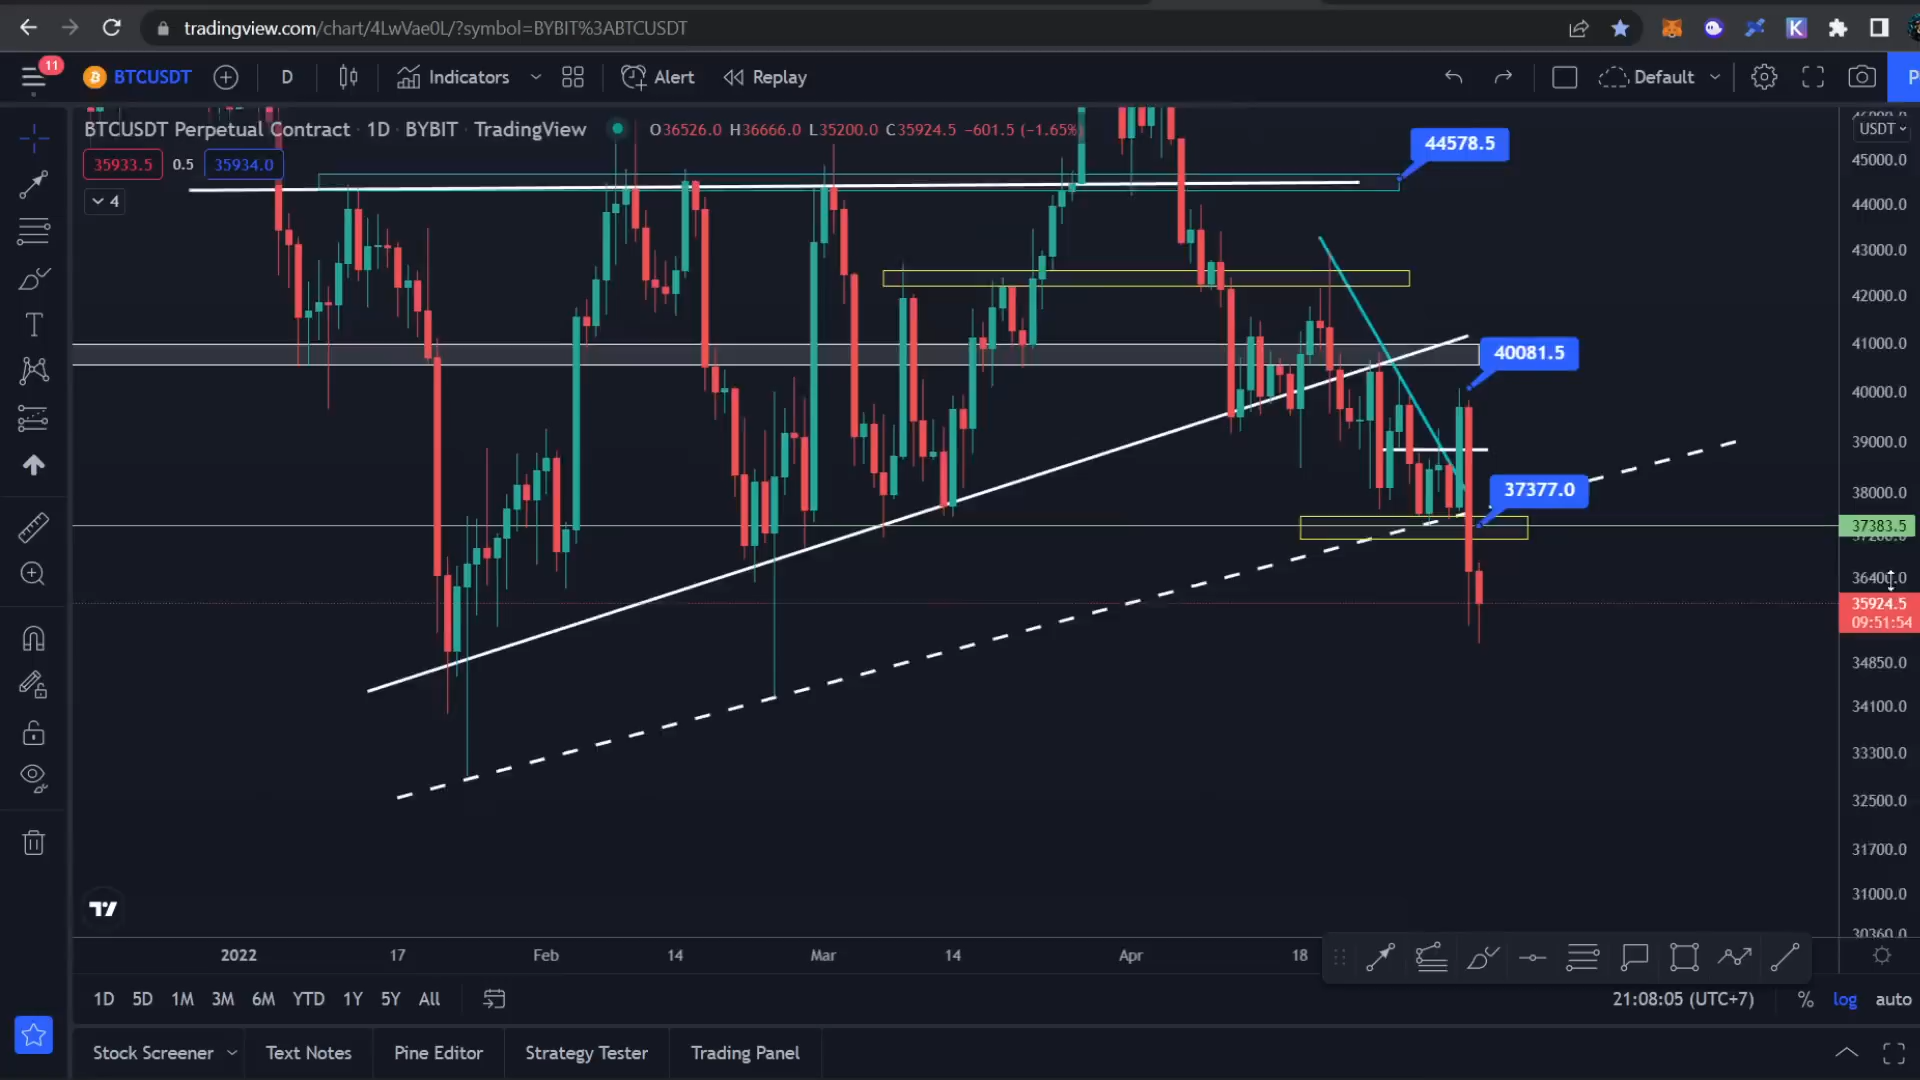 tradingview.com/chart/4LwVae0L/?symbol=BYBIT%3ABTCUSDT
11
BTCUSDT D Indicators Alert Replay Default
BTCUSDT Perpetual Contract · 1D · BYBIT · TradingView O36526.0 H36666.0 L35200.0 C35924.5 −601.5 (−1.65%)
USDT
35933.5 0.5 35934.0
4
44578.5
40081.5
37377.0
45000.0
44000.0
43000.0
42000.0
41000.0
40000.0
39000.0
38000.0
37383.5
35924.5
09:51:54
34850.0
34100.0
33300.0
32500.0
31700.0
31000.0
30360.0
2022 17 Feb 14 Mar 14 Apr 18
1D 5D 1M 3M 6M YTD 1Y 5Y All 21:08:05 (UTC+7) % log auto
Stock Screener Text Notes Pine Editor Strategy Tester Trading Panel